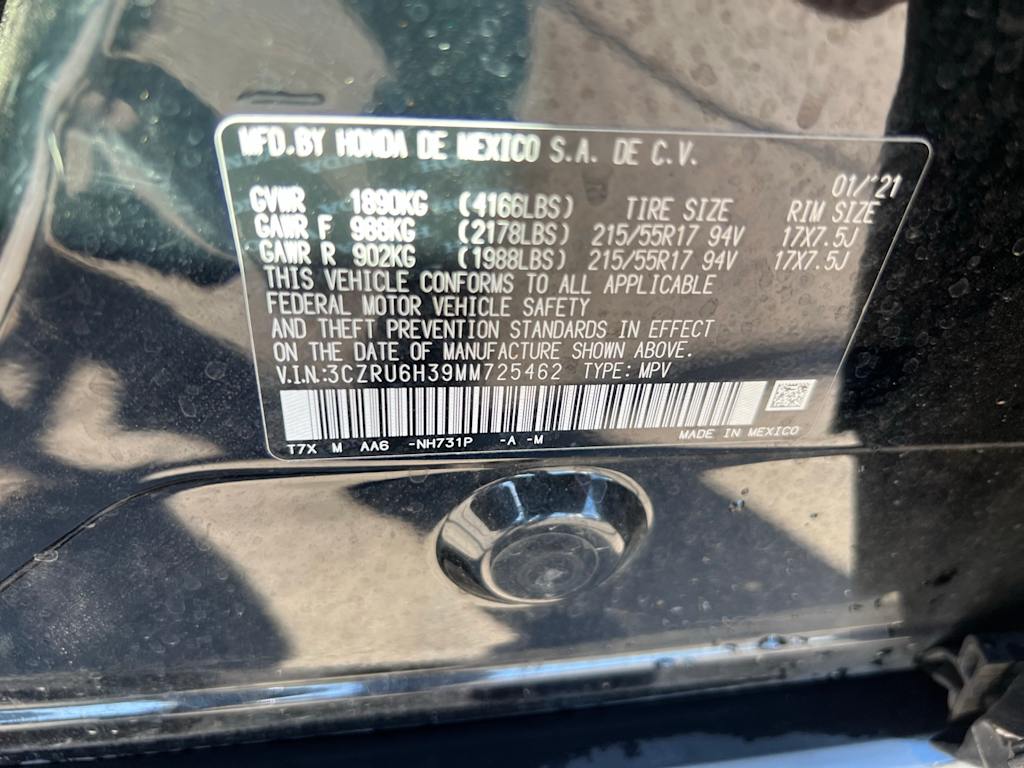 MFD.BY HONDA DE MEXICO S.A. DE C.V.
01/'21
GVWR 1890KG (4166LBS) TIRE SIZE RIM SIZE
GAWR F 988KG (2178LBS) 215/55R17 94V 17X7.5J
GAWR R 902KG (1988LBS) 215/55R17 94V 17X7.5J
THIS VEHICLE CONFORMS TO ALL APPLICABLE
FEDERAL MOTOR VEHICLE SAFETY
AND THEFT PREVENTION STANDARDS IN EFFECT
ON THE DATE OF MANUFACTURE SHOWN ABOVE.
V.I.N.:3CZRU6H39MM725462 TYPE: MPV
T7X M AA6 -NH731P -A -M MADE IN MEXICO